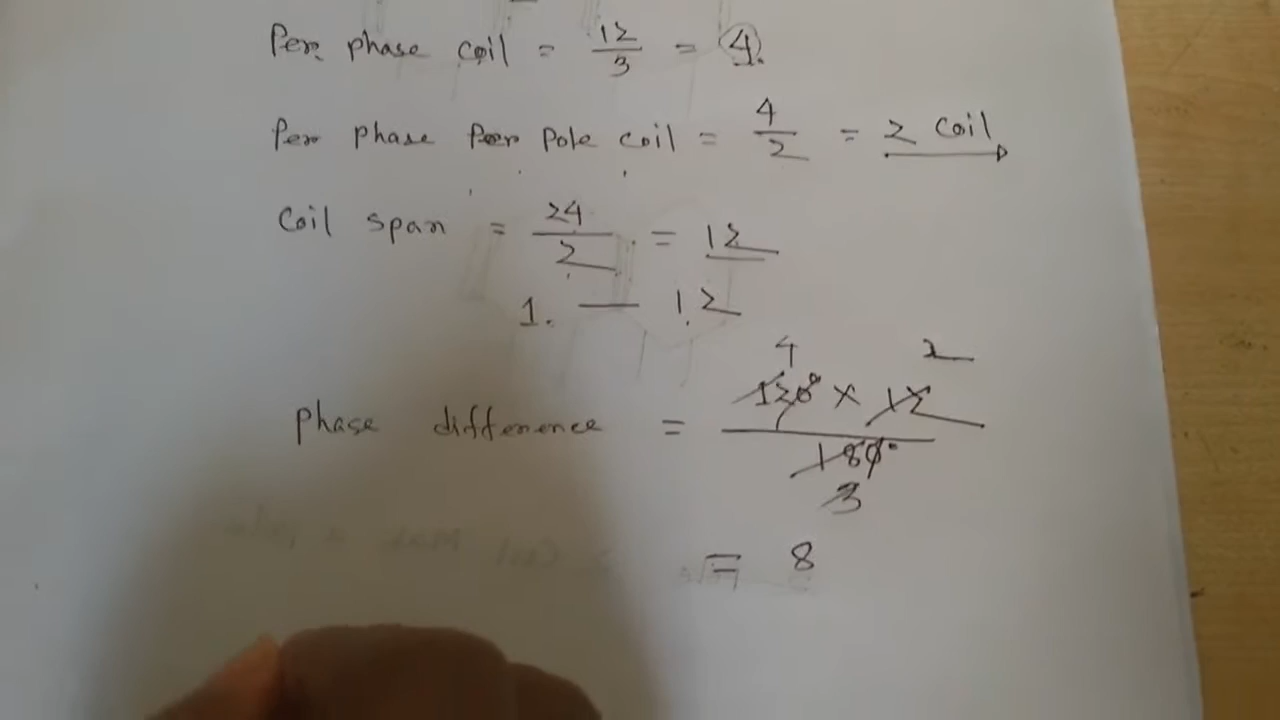 Per phase coil = 12/3 = 4.
Per phase Per Pole coil = 4/2 = 2 coil
Coil span = 24/2 = 12
1. — 12
4 2
Phase difference = 120° x 12 / 180°
3
= 8